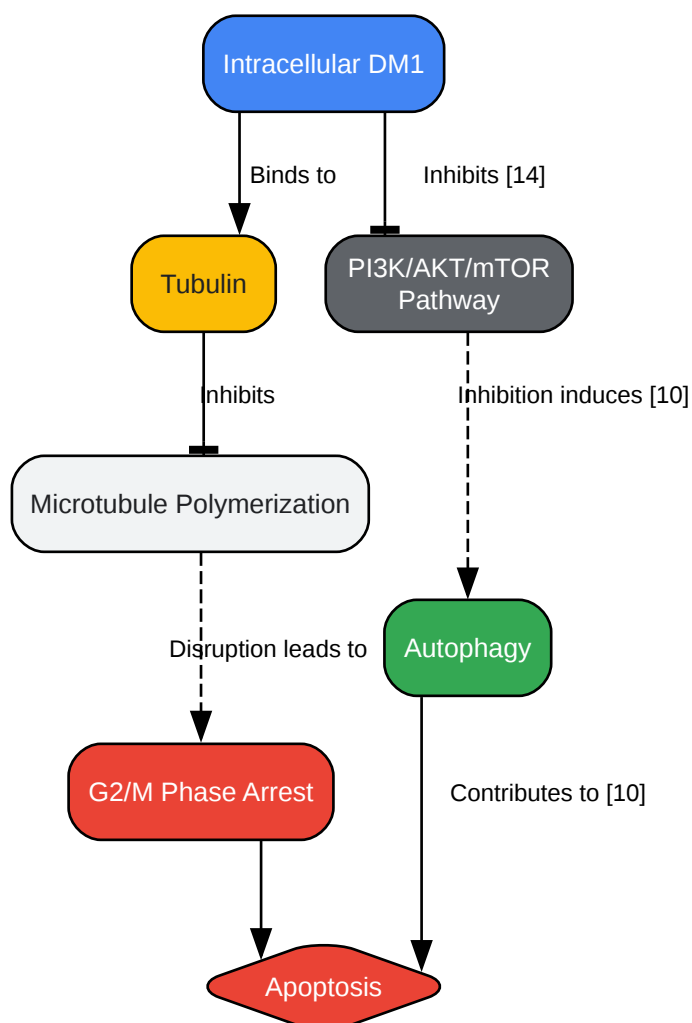 Intracellular DM1
Binds to
Inhibits [14]
Tubulin
PI3K/AKT/mTOR
Pathway
Inhibits
Inhibition induces [10]
Microtubule Polymerization
Disruption leads to
Autophagy
G2/M Phase Arrest
Contributes to [10]
Apoptosis